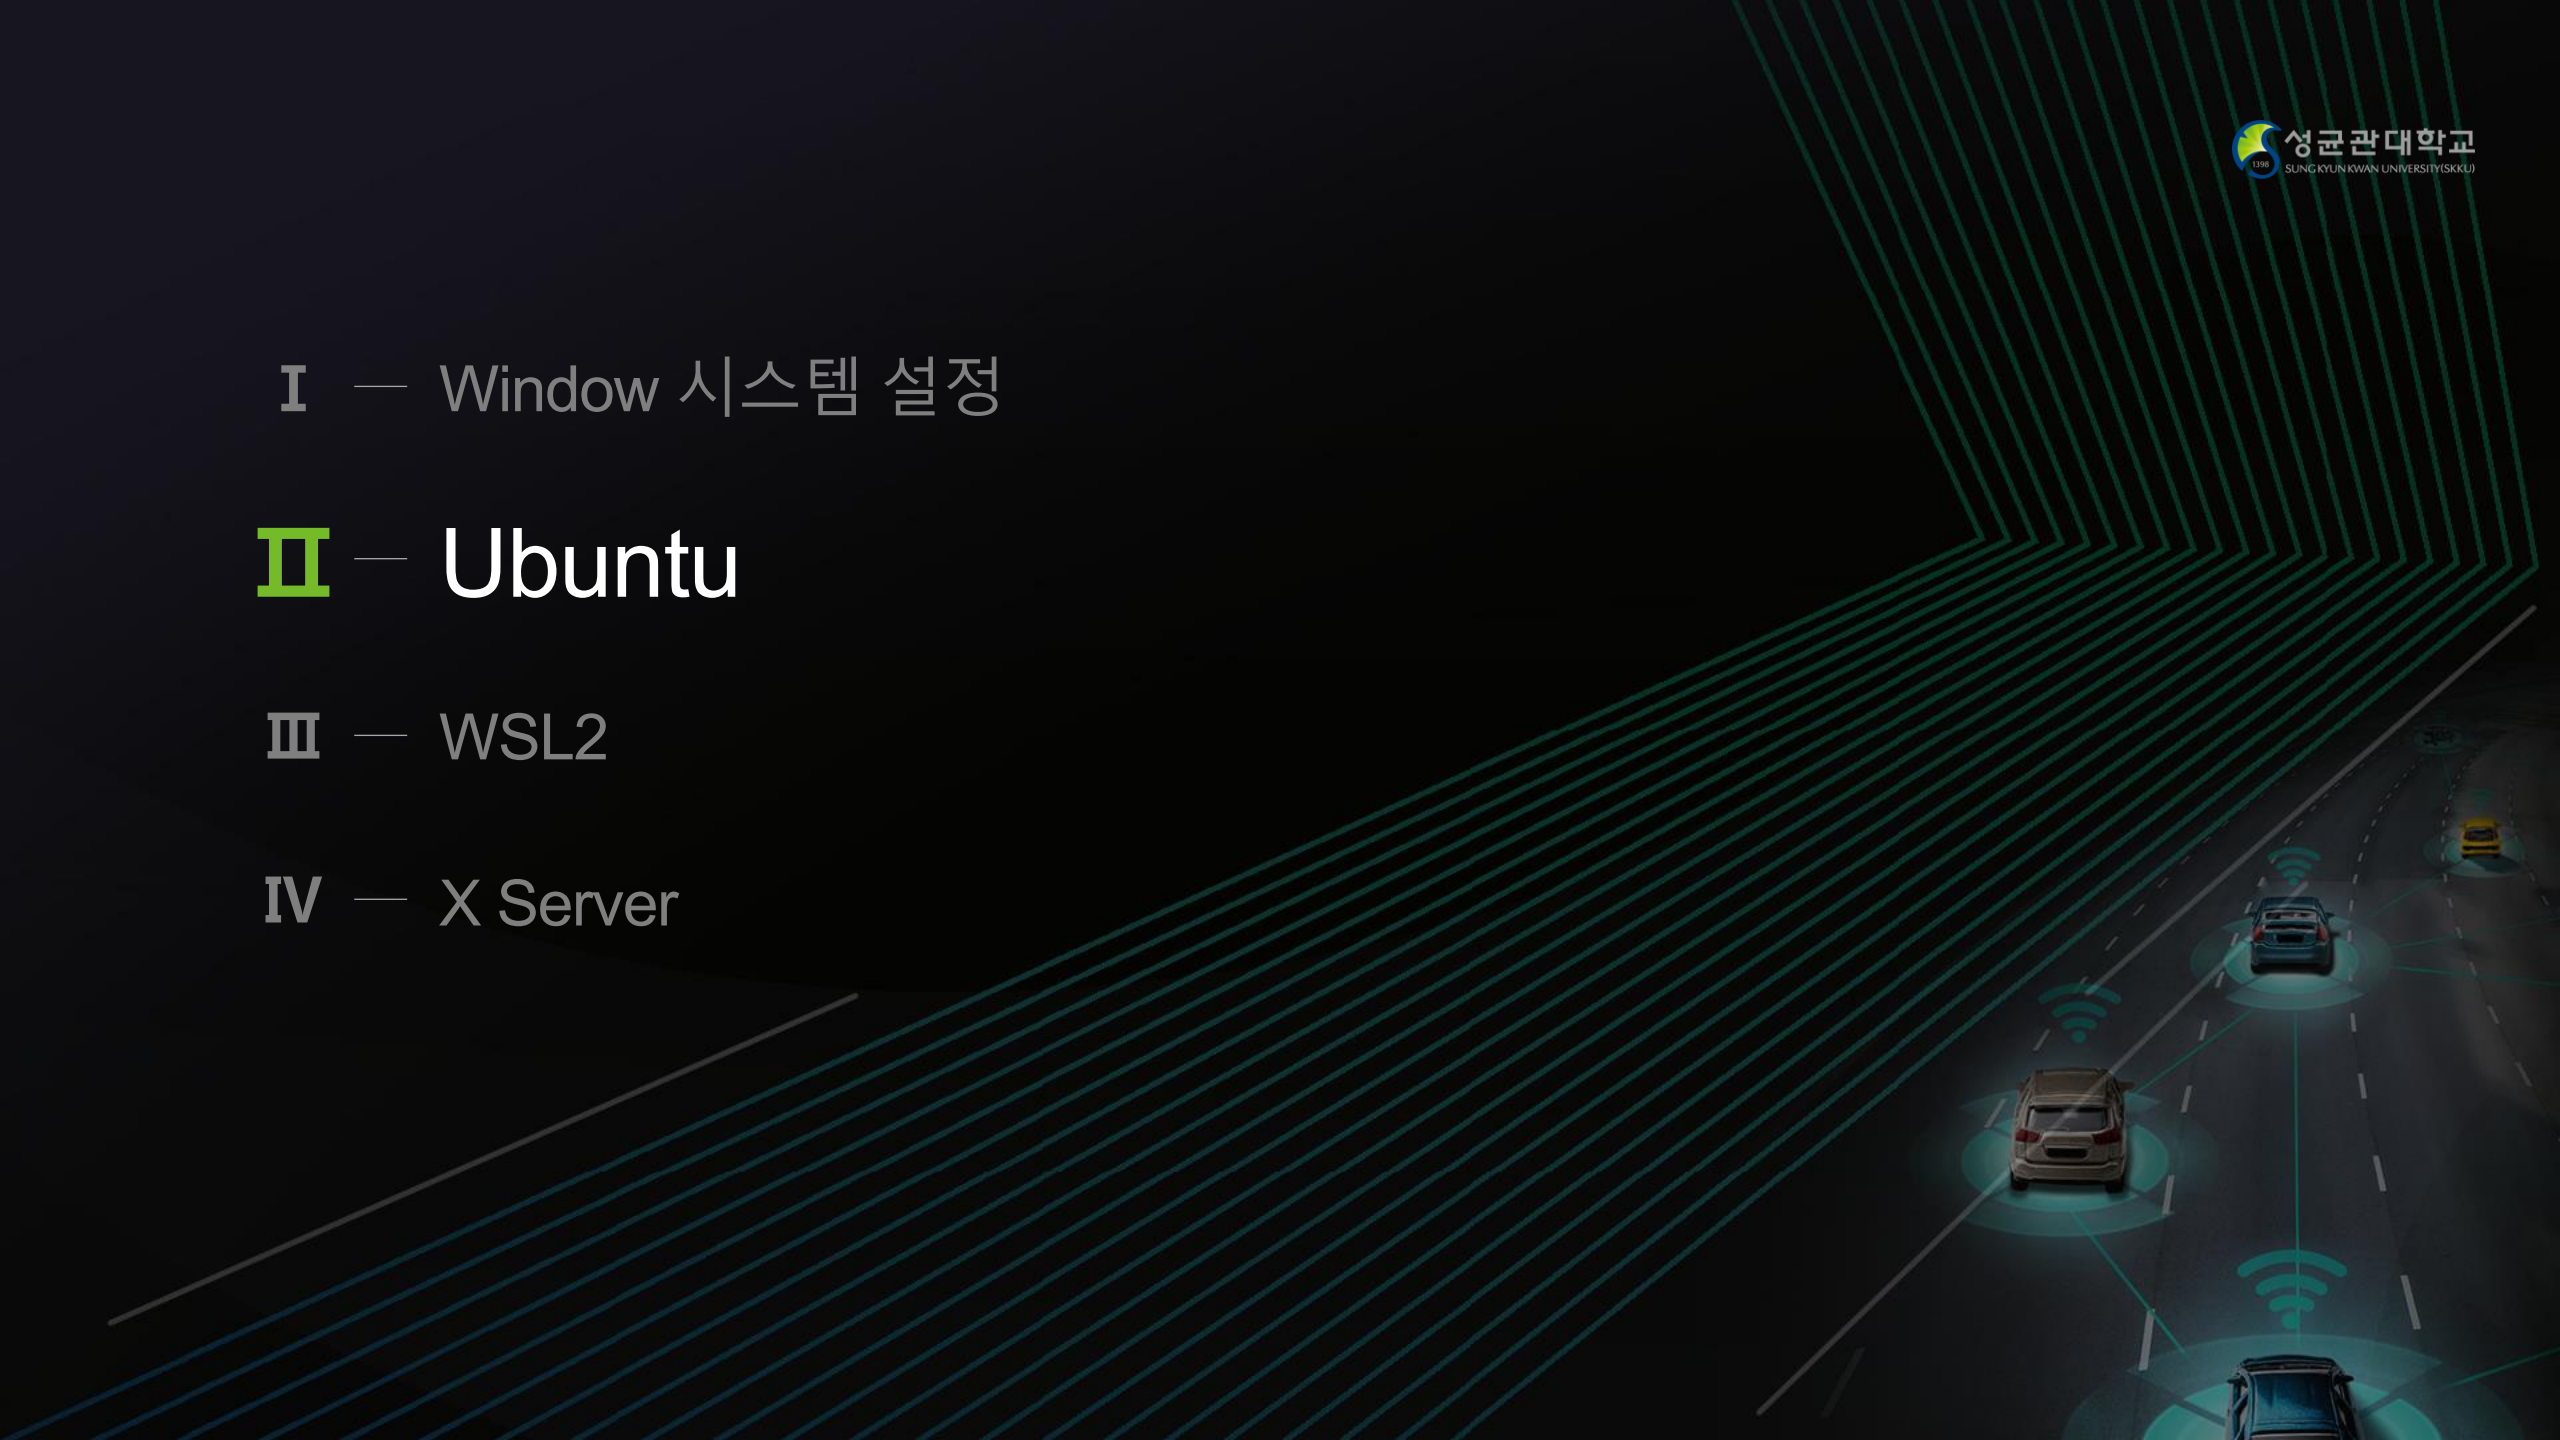 성균관대학교
1398
SUNG KYUN KWAN UNIVERSITY(SKKU)
Ⅰ — Window 시스템 설정
Ⅱ — Ubuntu
Ⅲ — WSL2
Ⅳ — X Server